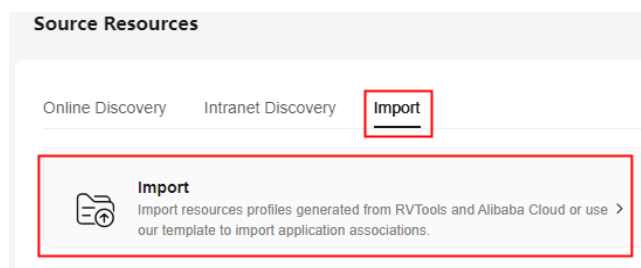 Source Resources
Online Discovery
Intranet Discovery
Import
Import
Import resources profiles generated from RVTools and Alibaba Cloud or use
our template to import application associations.